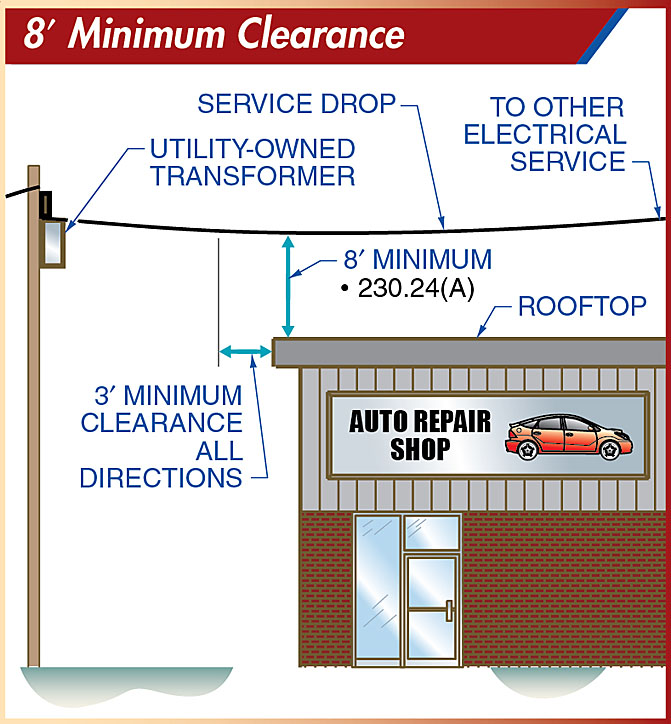 8′ Minimum Clearance
SERVICE DROP
TO OTHER
ELECTRICAL
SERVICE
UTILITY-OWNED
TRANSFORMER
8′ MINIMUM
• 230.24(A)
ROOFTOP
3′ MINIMUM
CLEARANCE
ALL
DIRECTIONS
AUTO REPAIR
SHOP